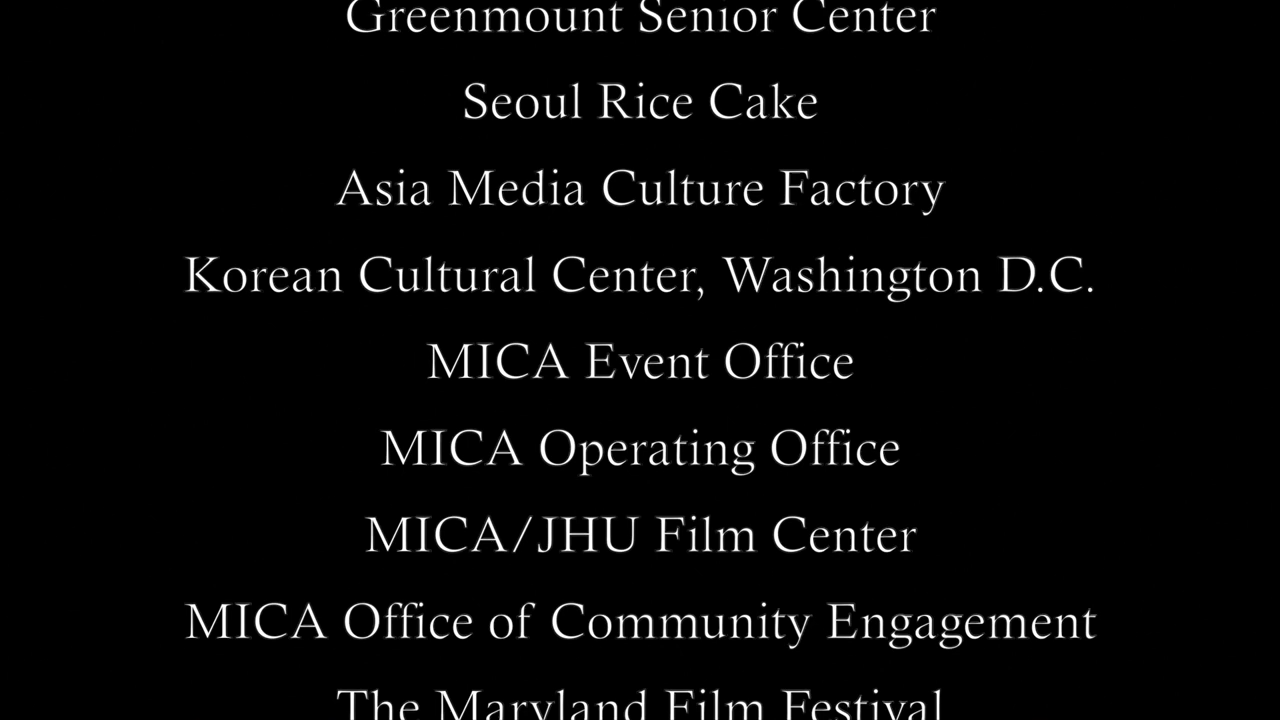 Greenmount Senior Center
Seoul Rice Cake
Asia Media Culture Factory
Korean Cultural Center, Washington D.C.
MICA Event Office
MICA Operating Office
MICA/JHU Film Center
MICA Office of Community Engagement
The Maryland Film Festival